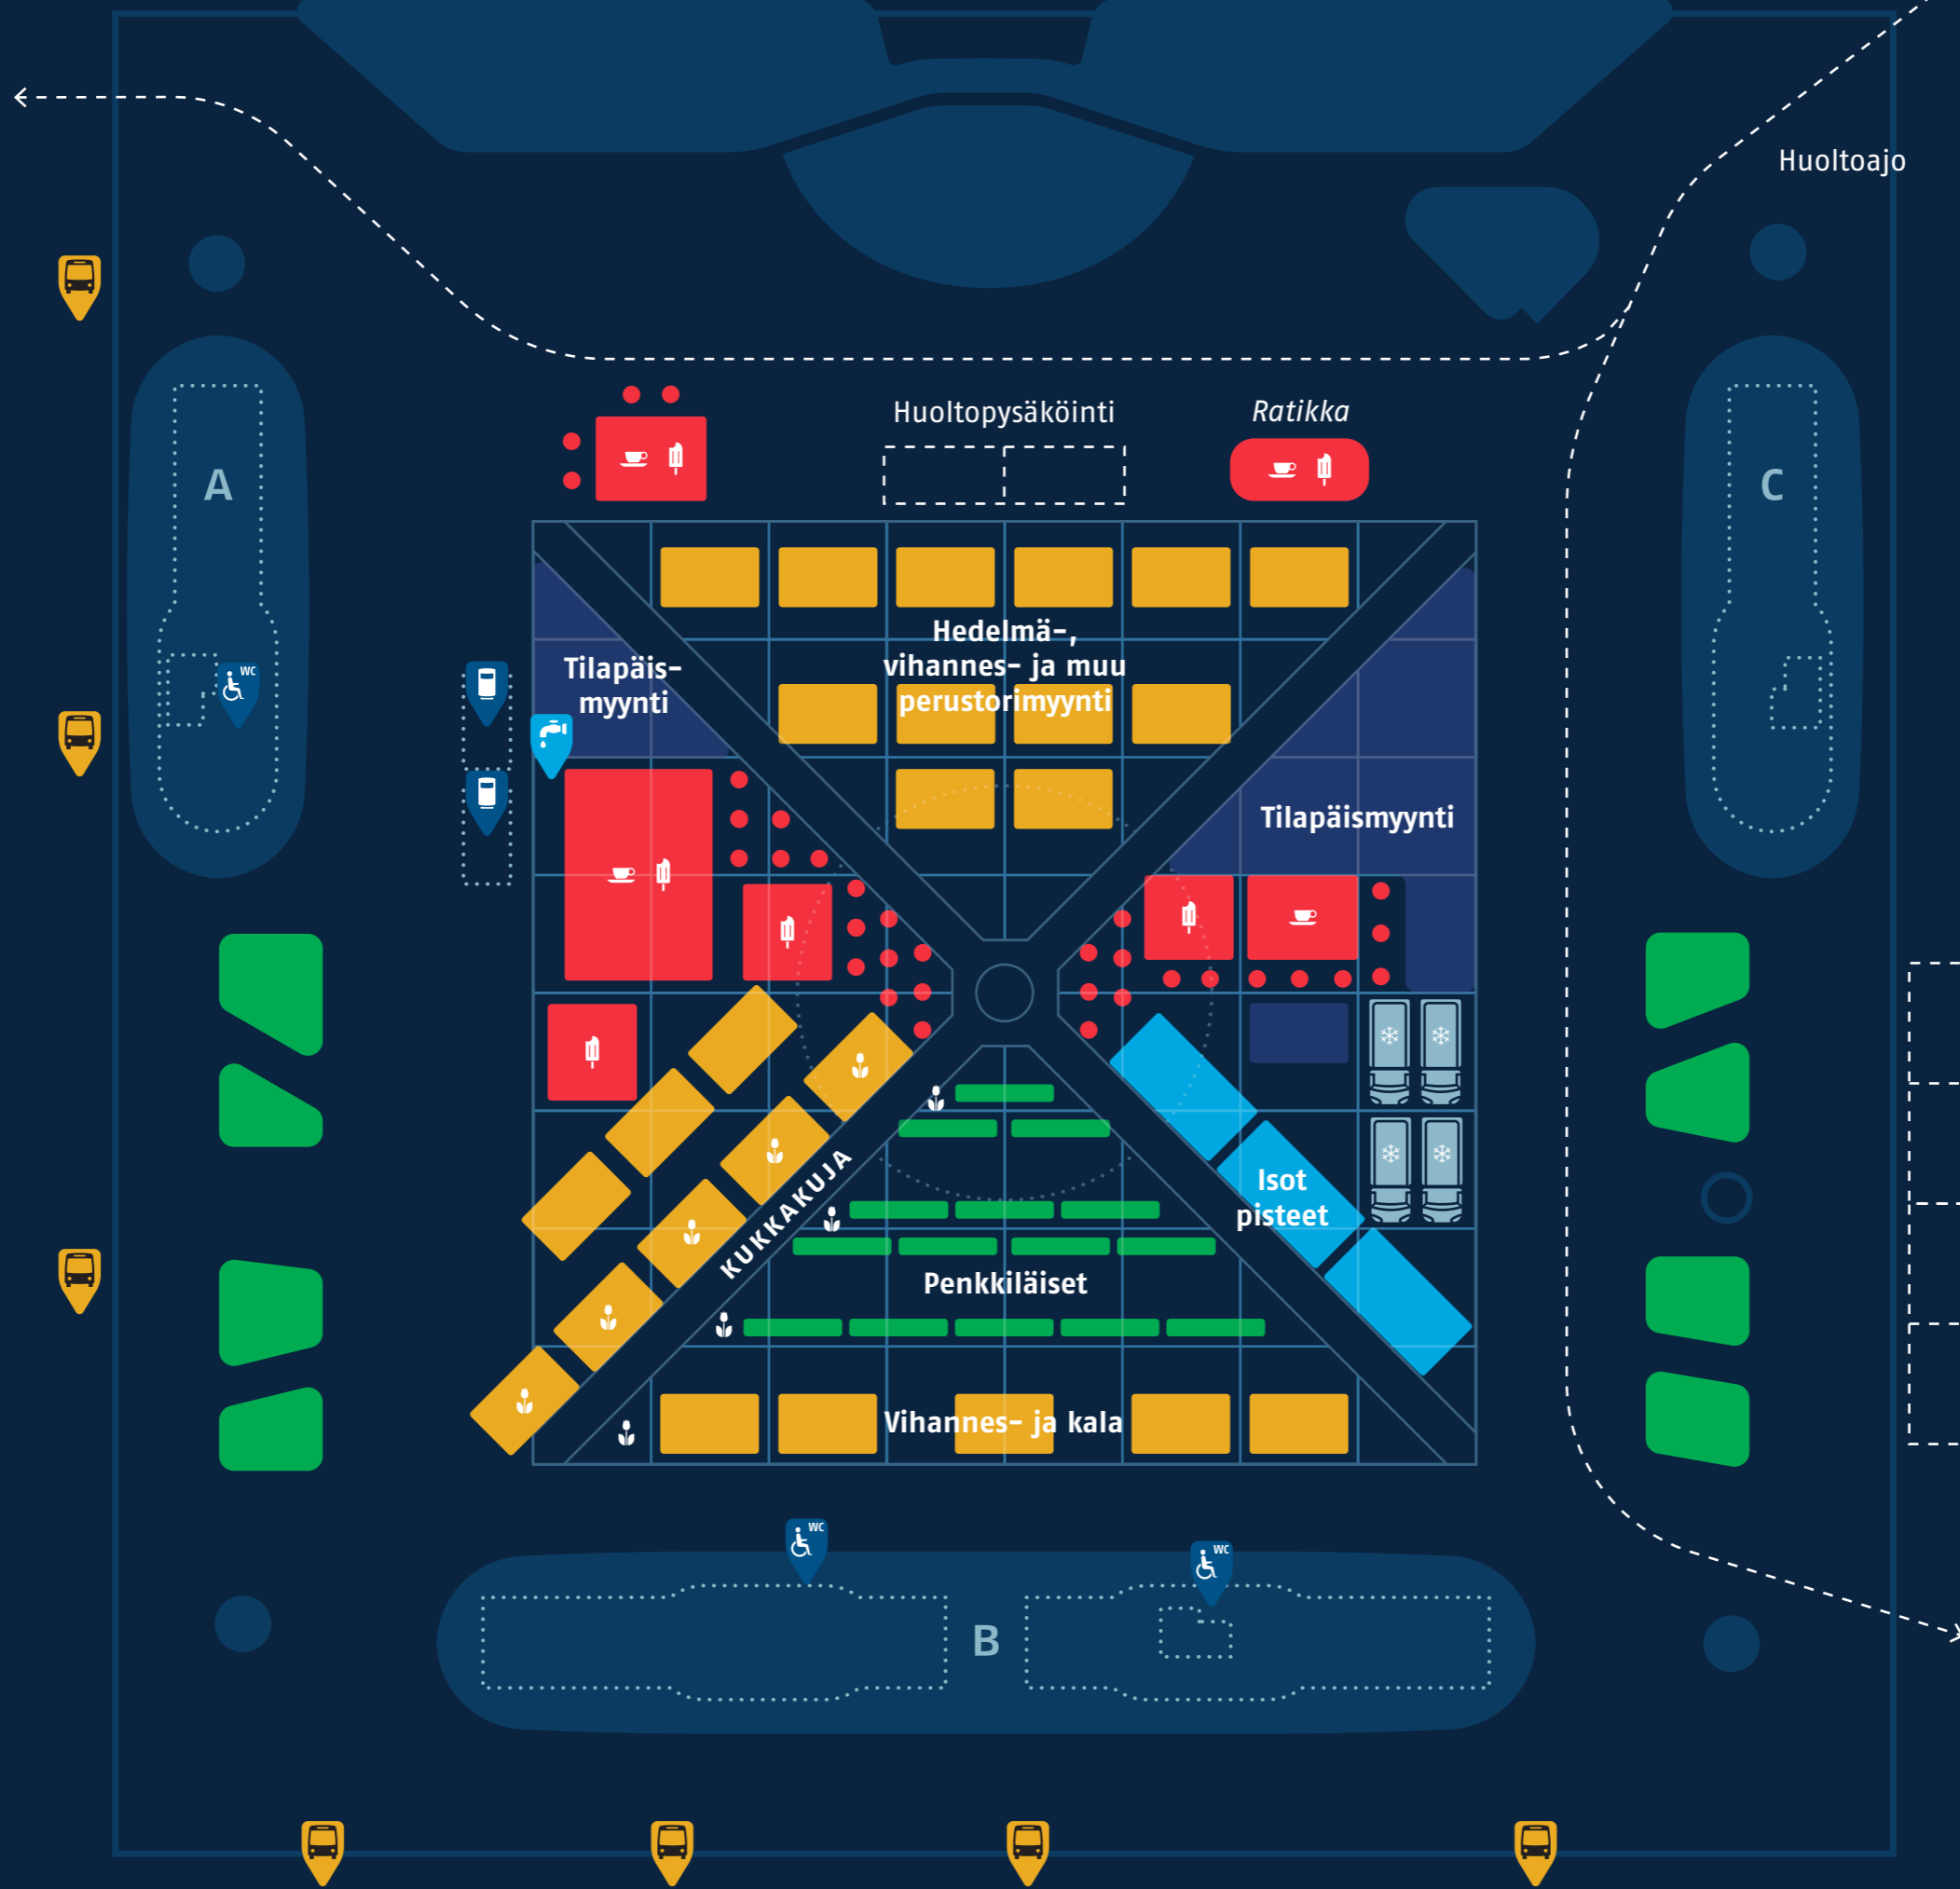 Huoltoajo
Huoltopysäköinti
Ratikka
A
C
Hedelmä-,
vihannes- ja muu
perustorimyynti
Tilapäis-
myynti
WC
Tilapäismyynti
KUKKAKUJA
Isot
pisteet
Penkkiläiset
Vihannes- ja kala
WC
WC
B